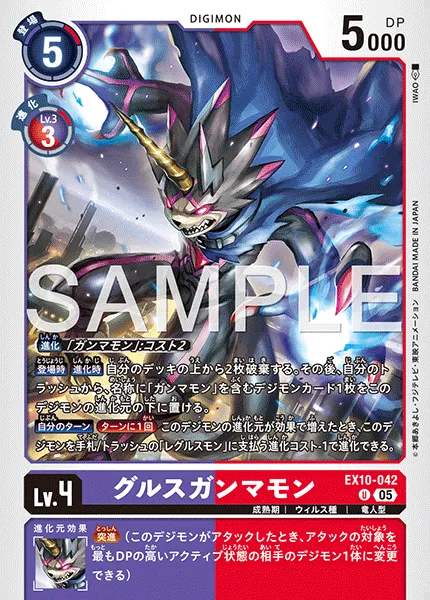 登場
5
DIGIMON
5000
DP
進化
Lv.3
3
IWAO
SAMPLE
進化 「ガンマモン」:コスト2
登場時 進化時 自分のデッキの上から2枚破棄する。その後、自分のト
ラッシュから、名称に「ガンマモン」を含むデジモンカード1枚をこの
デジモンの進化元の下に置ける。
自分のターン ターンに1回 このデジモンの進化元が効果で増えたとき、このデ
ジモンを手札/トラッシュの「レグルスモン」に支払う進化コスト-1で進化できる。
©本郷あきよし・フジテレビ・東映アニメーション BANDAI MADE IN JAPAN
Lv.4
グルスガンマモン
EX10-042
U 05
成熟期 ウィルス種 竜人型
進化元効果
突進 (このデジモンがアタックしたとき、アタックの対象を
最もDPの高いアクティブ状態の相手のデジモン1体に変更
できる)